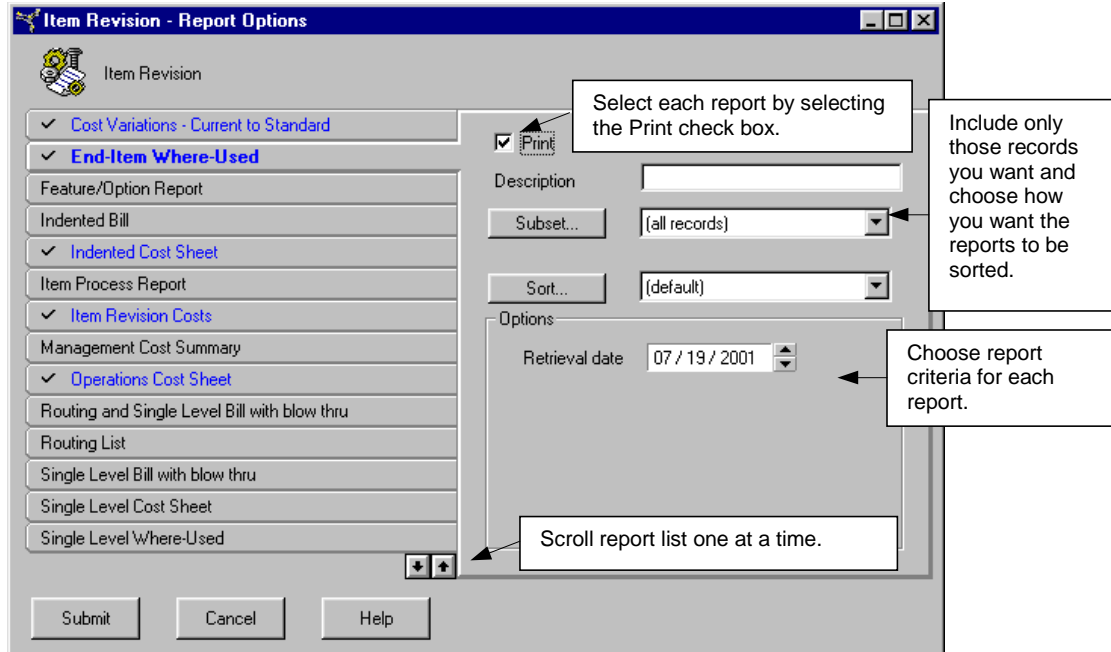 Item Revision - Report Options
Item Revision
Cost Variations - Current to Standard
End-Item Where-Used
Feature/Option Report
Indented Bill
Indented Cost Sheet
Item Process Report
Item Revision Costs
Management Cost Summary
Operations Cost Sheet
Routing and Single Level Bill with blow thru
Routing List
Single Level Bill with blow thru
Single Level Cost Sheet
Single Level Where-Used
Select each report by selecting
the Print check box.
Print
Description
Subset...
(all records)
Sort...
(default)
Options
Retrieval date
07 / 19 / 2001
Include only
those records
you want and
choose how
you want the
reports to be
sorted.
Choose report
criteria for each
report.
Scroll report list one at a time.
Submit
Cancel
Help